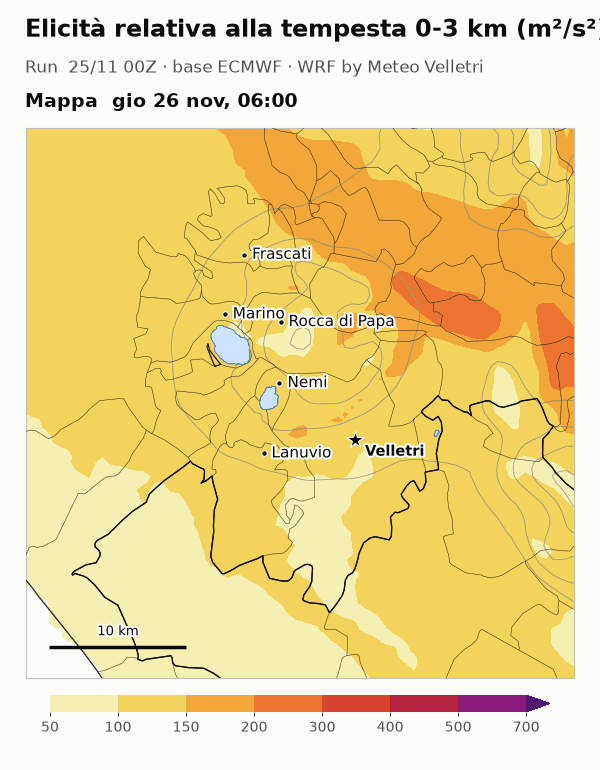 Elicità relativa alla tempesta 0-3 km (m²/s²)
Run  25/11 00Z · base ECMWF · WRF by Meteo Velletri
Mappa  gio 26 nov, 06:00
Frascati
Marino
Rocca di Papa
Nemi
Velletri
Lanuvio
10 km
50 100 150 200 300 400 500 700